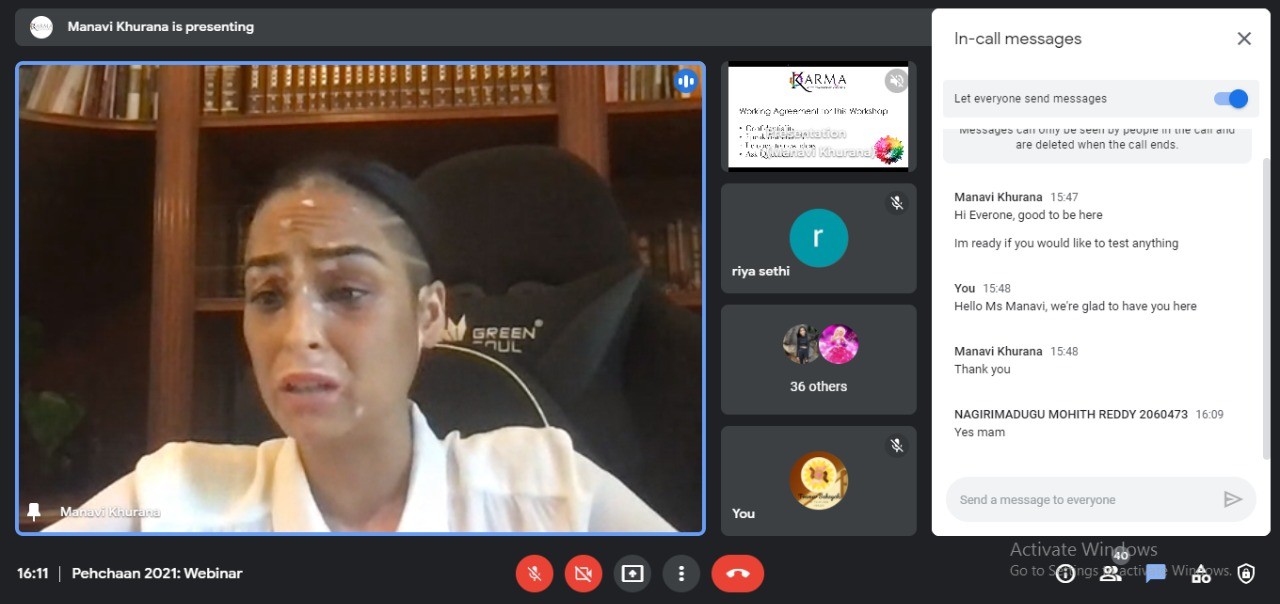 Manavi Khurana is presenting
In-call messages
Let everyone send messages
Messages can only be seen by people in the call and
are deleted when the call ends.
Manavi Khurana 15:47
Hi Everone, good to be here
Im ready if you would like to test anything
You 15:48
Hello Ms Manavi, we're glad to have you here
Manavi Khurana 15:48
Thank you
NAGIRIMADUGU MOHITH REDDY 2060473 16:09
Yes mam
Send a message to everyone
GREEN
SOUL
Manavi Khurana
KARMA
Working Agreement for this Workshop
Presentation
(Manavi Khurana)
r
riya sethi
36 others
You
16:11 | Pehchaan 2021: Webinar
40
Activate Windows
Go to Settings to activate Windows.